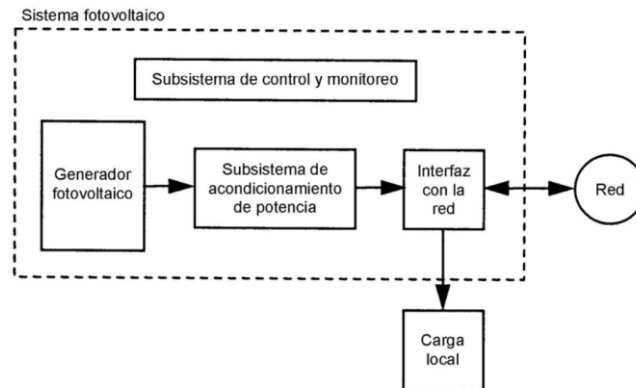 Sistema fotovoltaico
Subsistema de control y monitoreo
Generador
fotovoltaico
Subsistema de
acondicionamiento
de potencia
Interfaz
con la
red
Red
Carga
local